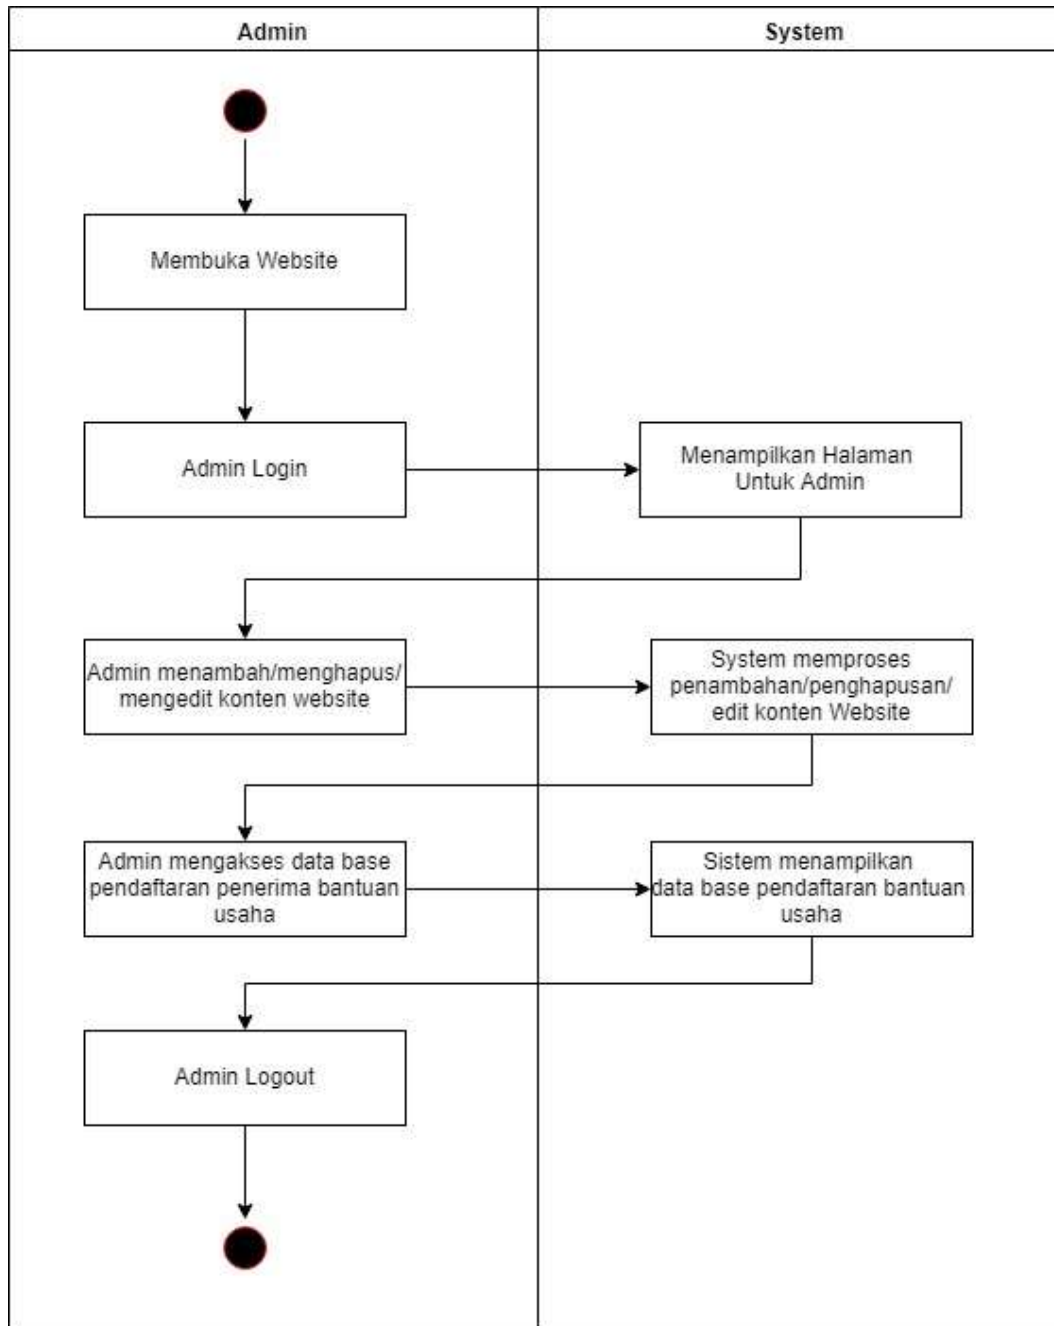 Admin
System
Membuka Website
Admin Login
Menampilkan Halaman
Untuk Admin
Admin menambah/menghapus/
mengedit konten website
System memproses
penambahan/penghapusan/
edit konten Website
Admin mengakses data base
pendaftaran penerima bantuan
usaha
Sistem menampilkan
data base pendaftaran bantuan
usaha
Admin Logout